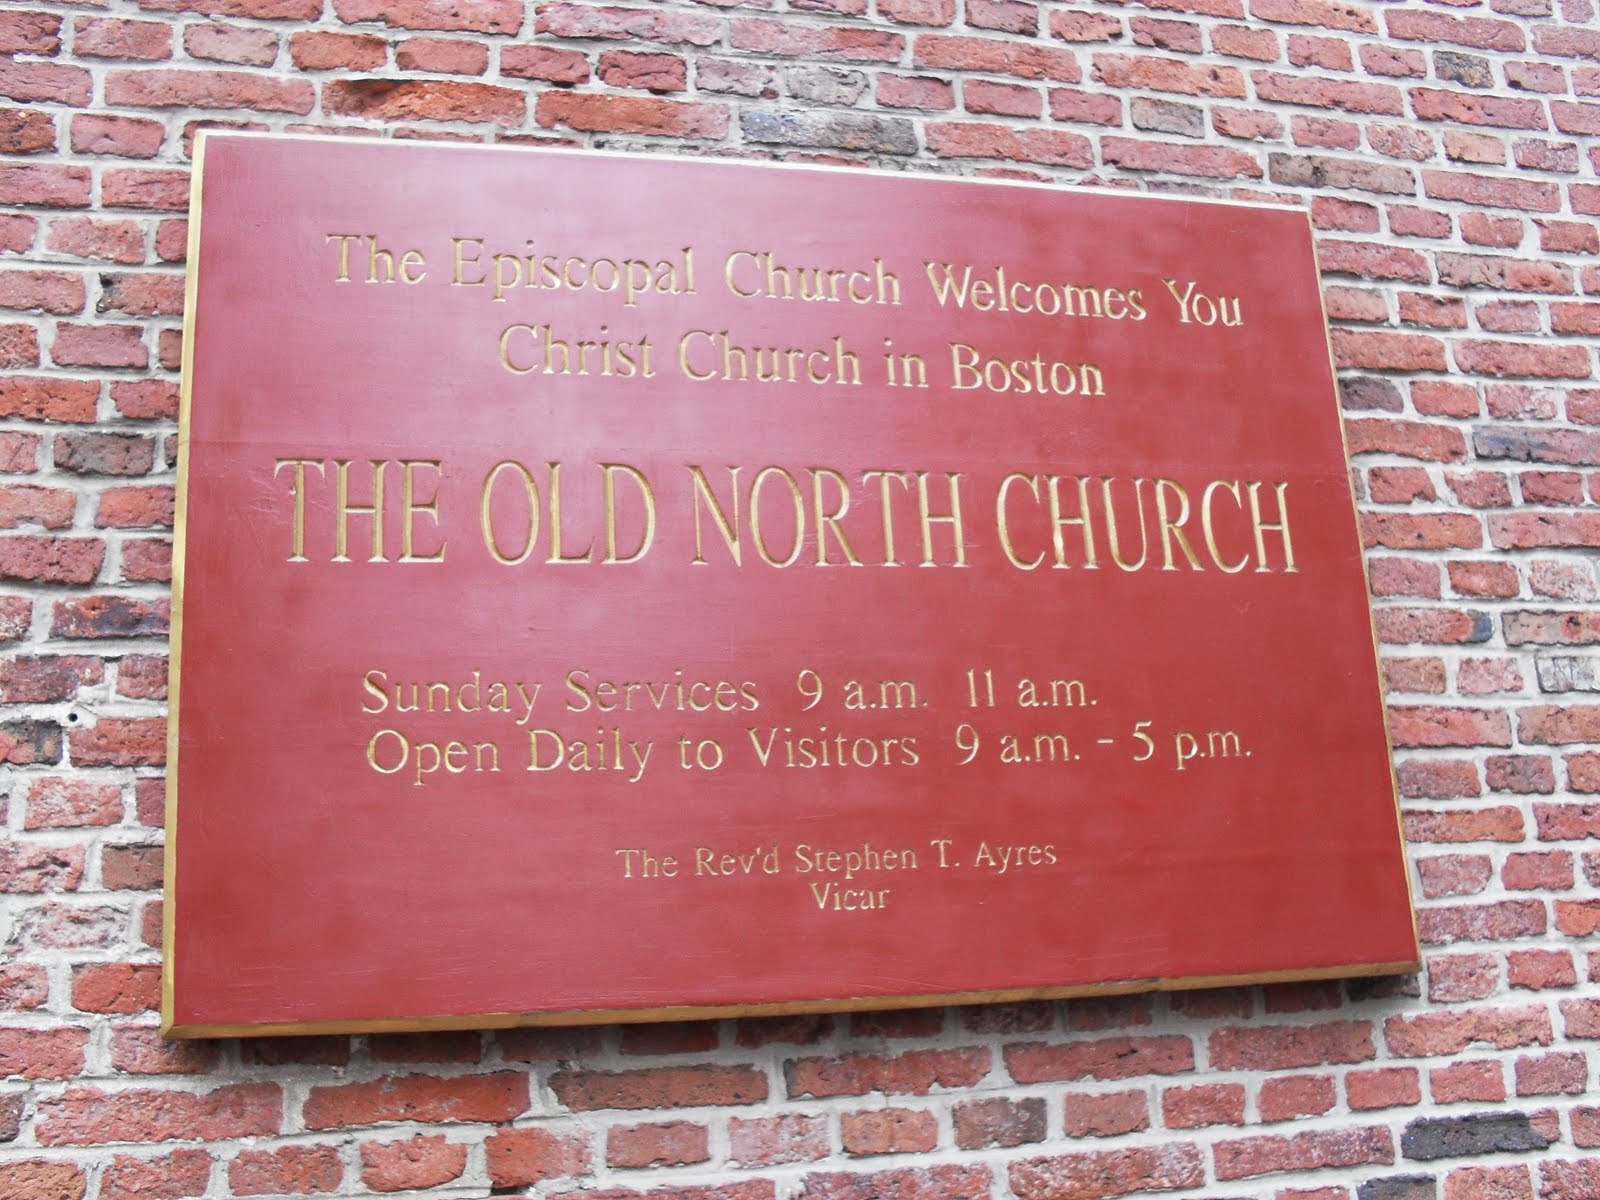 The Episcopal Church Welcomes You
Christ Church in Boston
THE OLD NORTH CHURCH
Sunday Services 9 a.m. 11 a.m.
Open Daily to Visitors 9 a.m. - 5 p.m.
The Rev'd Stephen T. Ayres
Vicar